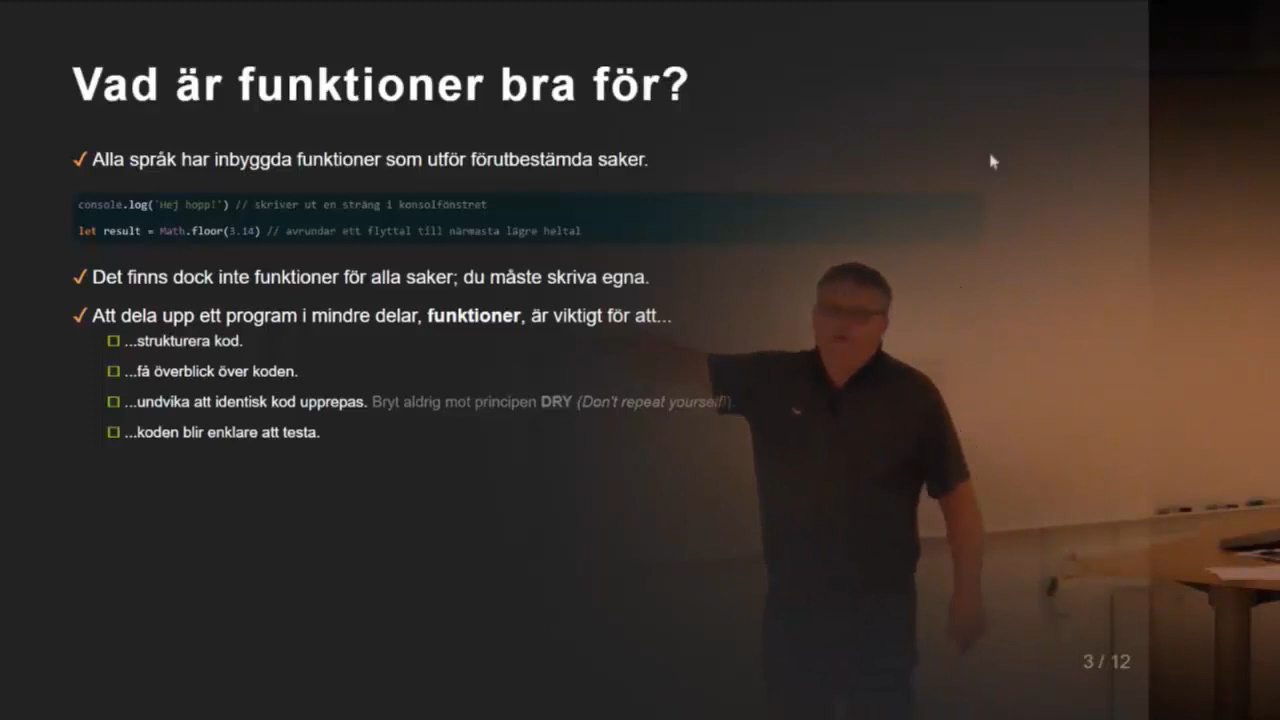 Vad är funktioner bra för?
✓ Alla språk har inbyggda funktioner som utför förutbestämda saker.
console.log('Hej hopp!') // skriver ut en sträng i konsolfönstret
let result = Math.floor(3.14) // avrundar ett flyttal till närmasta lägre heltal
✓ Det finns dock inte funktioner för alla saker; du måste skriva egna.
✓ Att dela upp ett program i mindre delar, funktioner, är viktigt för att...
...strukturera kod.
...få överblick över koden.
...undvika att identisk kod upprepas. Bryt aldrig mot principen DRY (Don't repeat yourself!).
...koden blir enklare att testa.
3 / 12